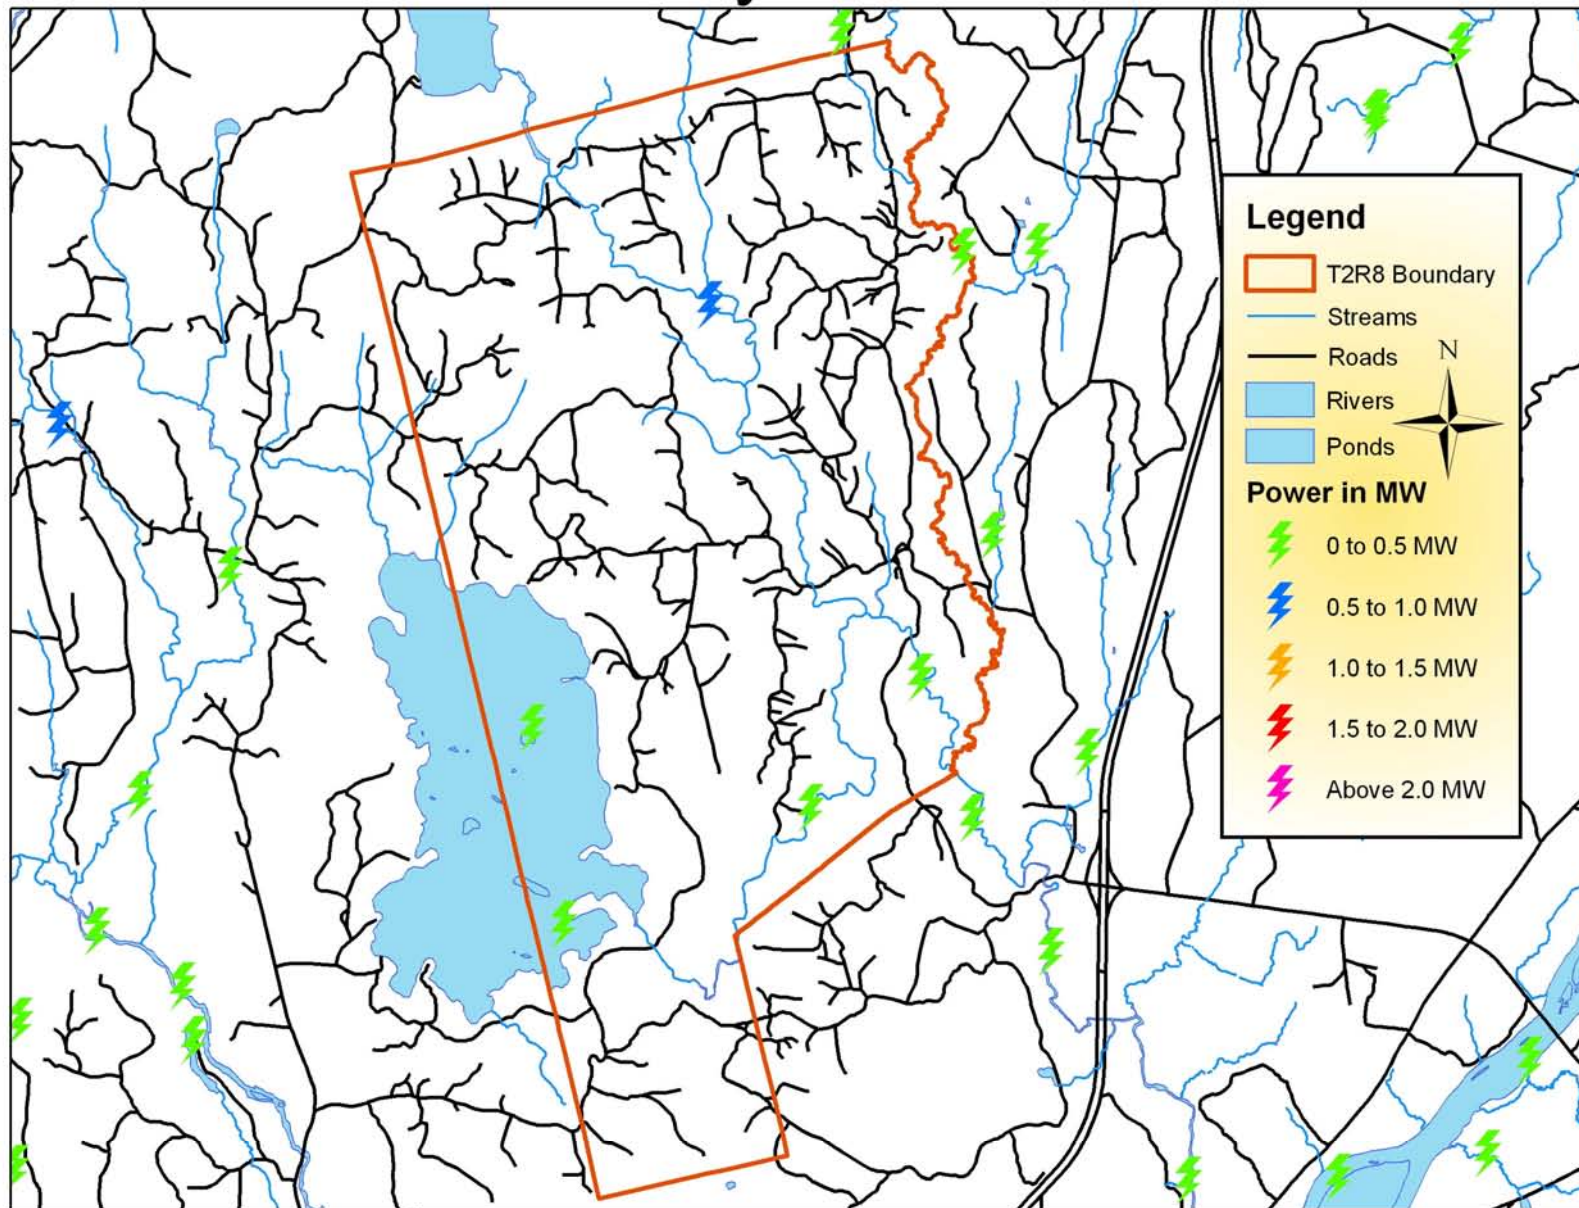 Legend
T2R8 Boundary
Streams
Roads
N
Rivers
Ponds
Power in MW
0 to 0.5 MW
0.5 to 1.0 MW
1.0 to 1.5 MW
1.5 to 2.0 MW
Above 2.0 MW